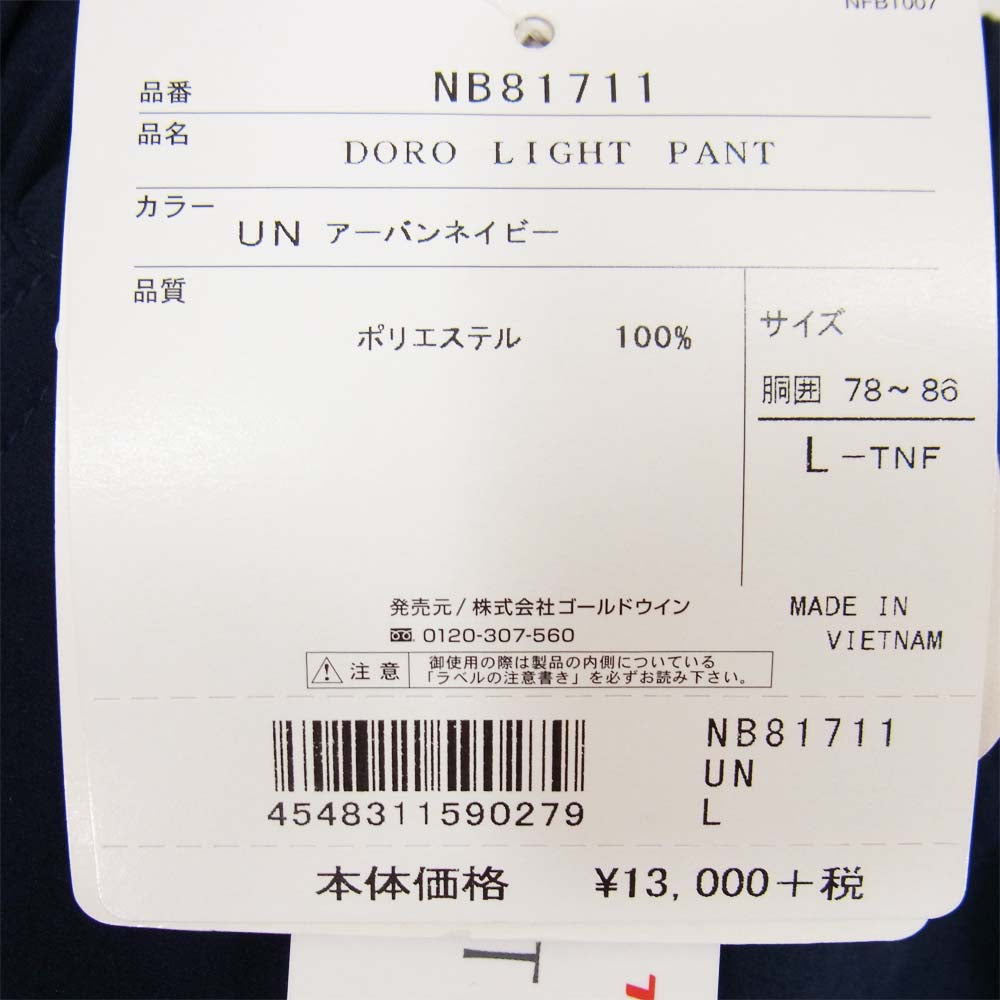 NFB1007
品番 NB81711
品名 DORO LIGHT PANT
カラー
UN アーバンネイビー
品質
ポリエステル 100%
サイズ
胴囲 78～86
L-TNF
発売元/株式会社ゴールドウイン
0120-307-560
MADE IN
VIETNAM
注意
御使用の際は製品の内側についている
「ラベルの注意書き」を必ずお読み下さい。
4548311590279
NB81711
UN
L
本体価格 ¥13,000+税
T